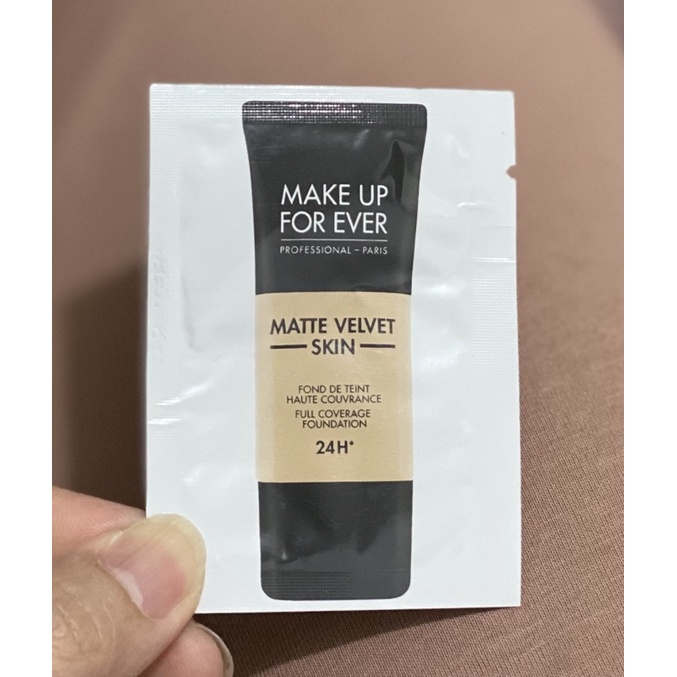 MAKE UP
FOR EVER
PROFESSIONAL – PARIS
MATTE VELVET
SKIN
FOND DE TEINT
HAUTE COUVRANCE
FULL COVERAGE
FOUNDATION
24H*